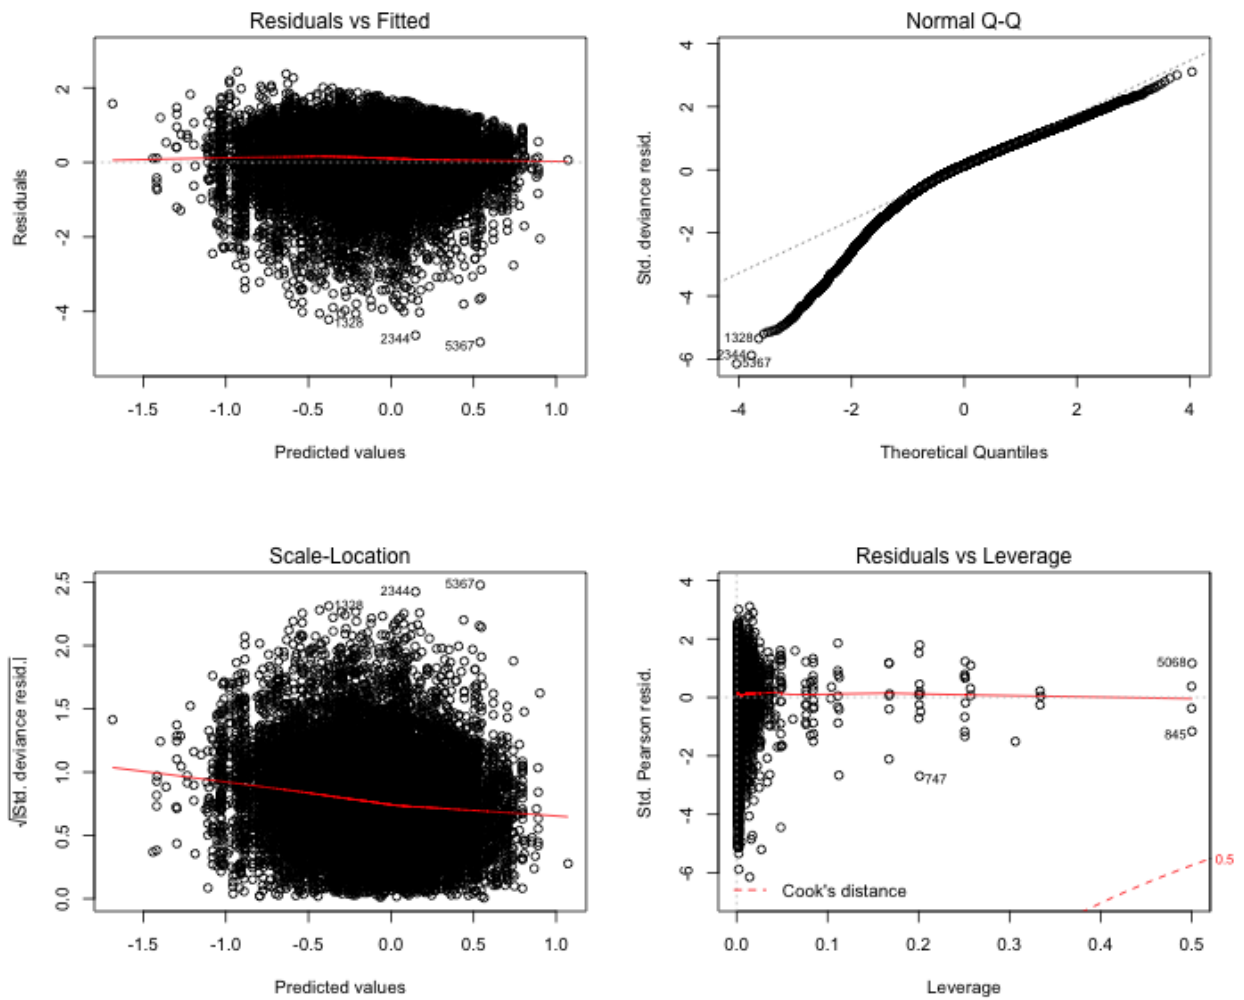 Residuals vs Fitted
Residuals
2
0
-2
-4
1328
2344
5367
-1.5 -1.0 -0.5 0.0 0.5 1.0
Predicted values
Normal Q-Q
Std. deviance resid.
4
2
0
-2
-4
-6
1328
2344
5367
-4 -2 0 2 4
Theoretical Quantiles
Scale-Location
√|Std. deviance resid.|
2.5
2.0
1.5
1.0
0.5
0.0
5367
2344
1328
-1.5 -1.0 -0.5 0.0 0.5 1.0
Predicted values
Residuals vs Leverage
Std. Pearson resid.
4
2
0
-2
-4
-6
5068
845
747
0.5
Cook's distance
0.0 0.1 0.2 0.3 0.4 0.5
Leverage